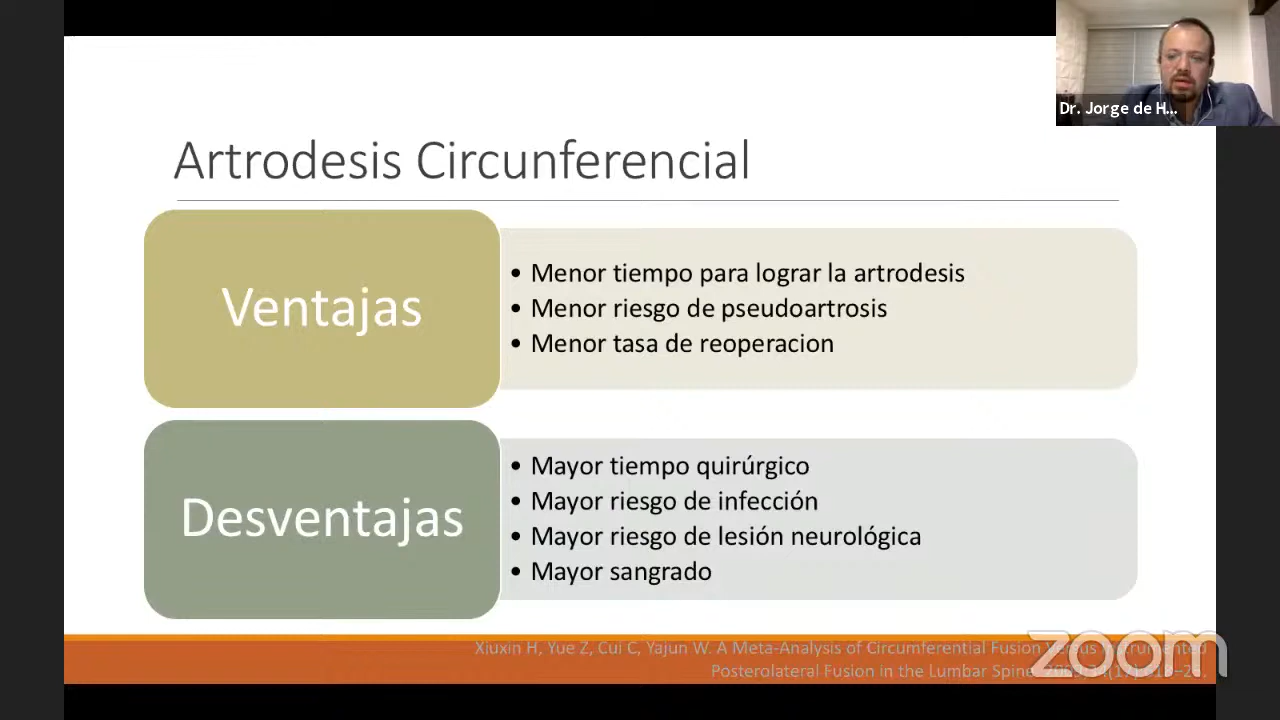 Dr. Jorge de H...
Artrodesis Circunferencial
Ventajas
• Menor tiempo para lograr la artrodesis
• Menor riesgo de pseudoartrosis
• Menor tasa de reoperacion
Desventajas
• Mayor tiempo quirúrgico
• Mayor riesgo de infección
• Mayor riesgo de lesión neurológica
• Mayor sangrado
Xiuxin H, Yue Z, Cui C, Yajun W. A Meta-Analysis of Circumferential Fusion Versus Instrumented
Posterolateral Fusion in the Lumbar Spine
zoom